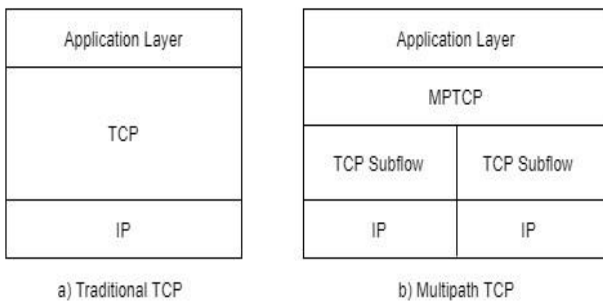 Application Layer
TCP
IP
a) Traditional TCP
Application Layer
MPTCP
TCP Subflow TCP Subflow
IP IP
b) Multipath TCP